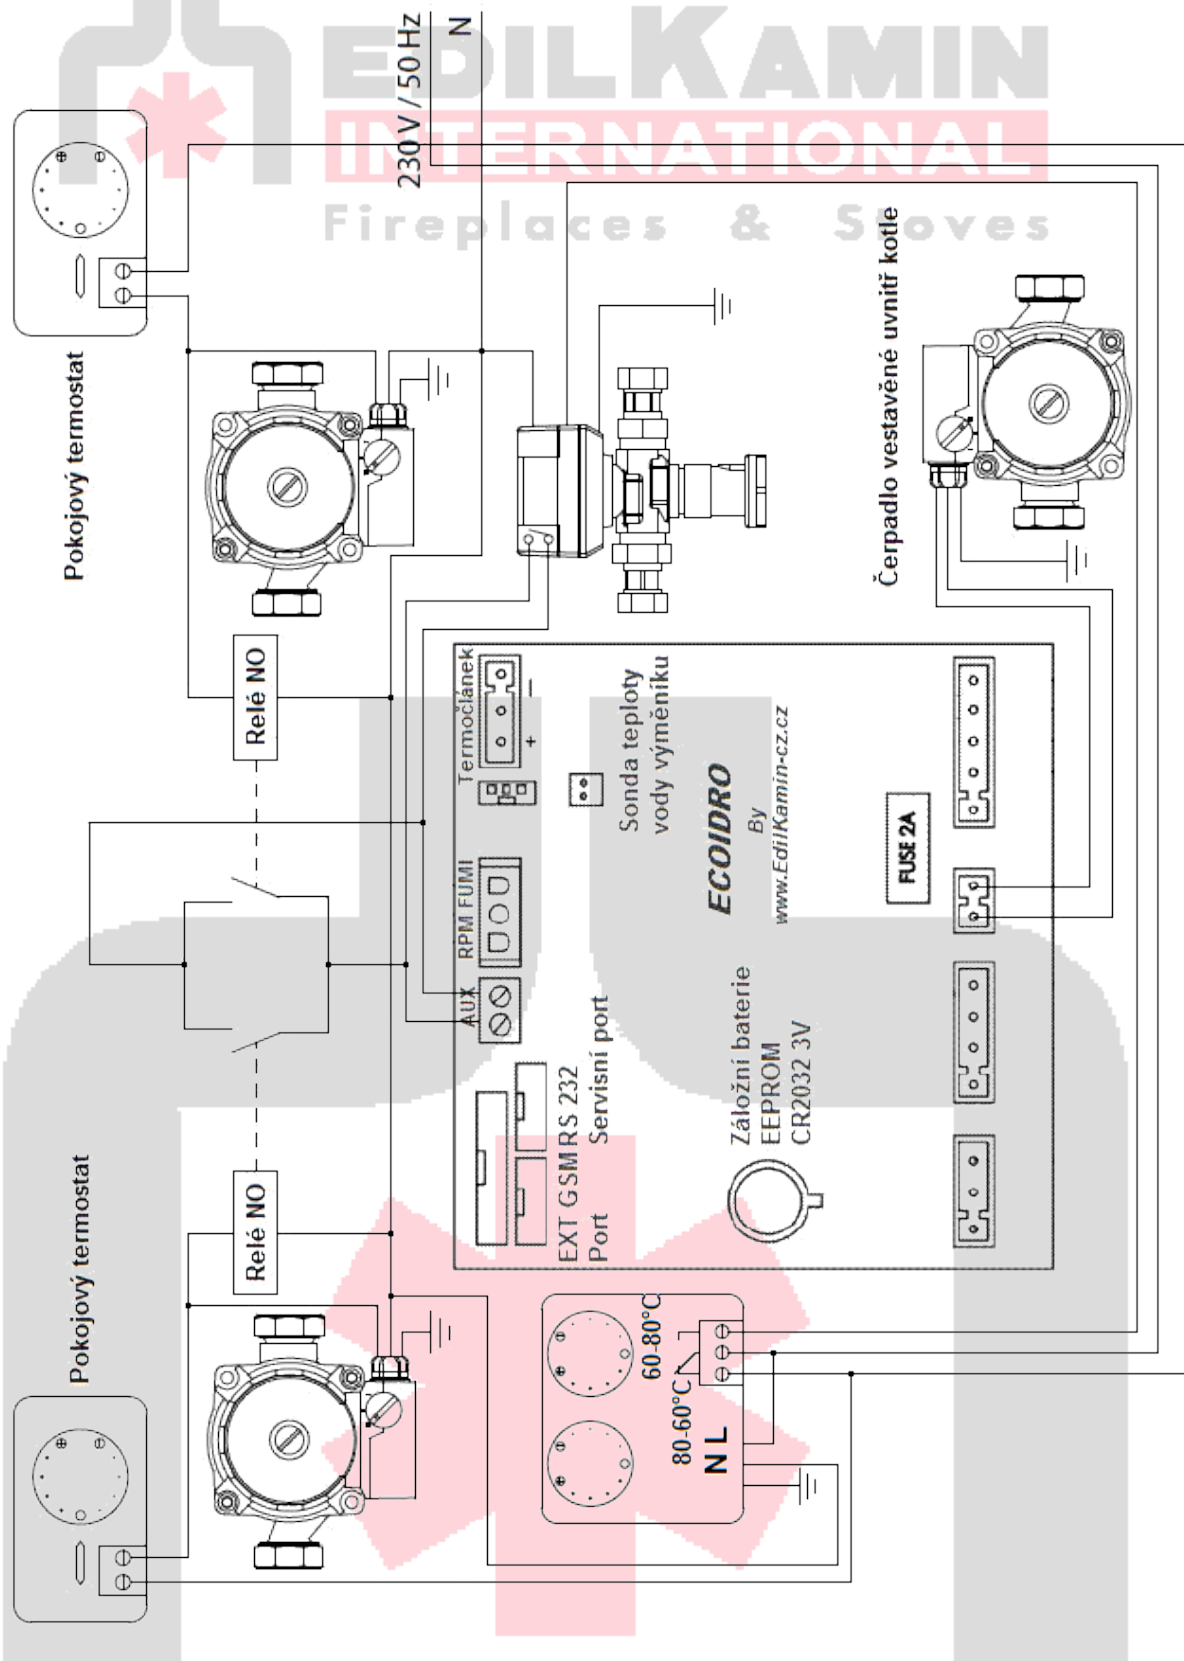 EDILKAMIN
INTERNATIONAL
Fireplaces & Stoves
230 V / 50 Hz
N
Pokojový termostat
Relé NO
Relé NO
Pokojový termostat
Čerpadlo vestavěné uvnitř kotle
Termočlánek
+ −
RPM FUMI
AUX
Sonda teploty
vody výměníku
ECOIDRO
By
www.EdilKamin-cz.cz
FUSE 2A
EXT GSM RS 232
Port Servisní port
Záložní baterie
EEPROM
CR2032 3V
60-80°C
80-60°C
N L